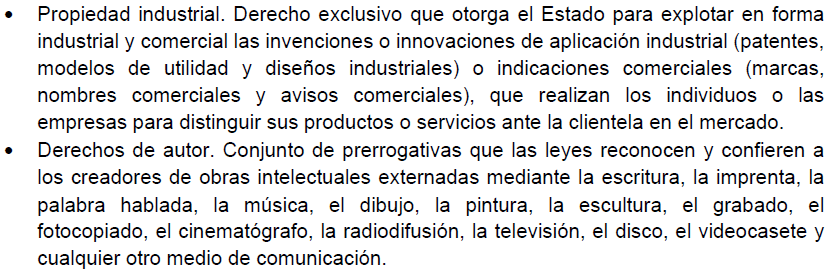 • Propiedad industrial. Derecho exclusivo que otorga el Estado para explotar en forma
industrial y comercial las invenciones o innovaciones de aplicación industrial (patentes,
modelos de utilidad y diseños industriales) o indicaciones comerciales (marcas,
nombres comerciales y avisos comerciales), que realizan los individuos o las
empresas para distinguir sus productos o servicios ante la clientela en el mercado.
• Derechos de autor. Conjunto de prerrogativas que las leyes reconocen y confieren a
los creadores de obras intelectuales externadas mediante la escritura, la imprenta, la
palabra hablada, la música, el dibujo, la pintura, la escultura, el grabado, el
fotocopiado, el cinematógrafo, la radiodifusión, la televisión, el disco, el videocasete y
cualquier otro medio de comunicación.